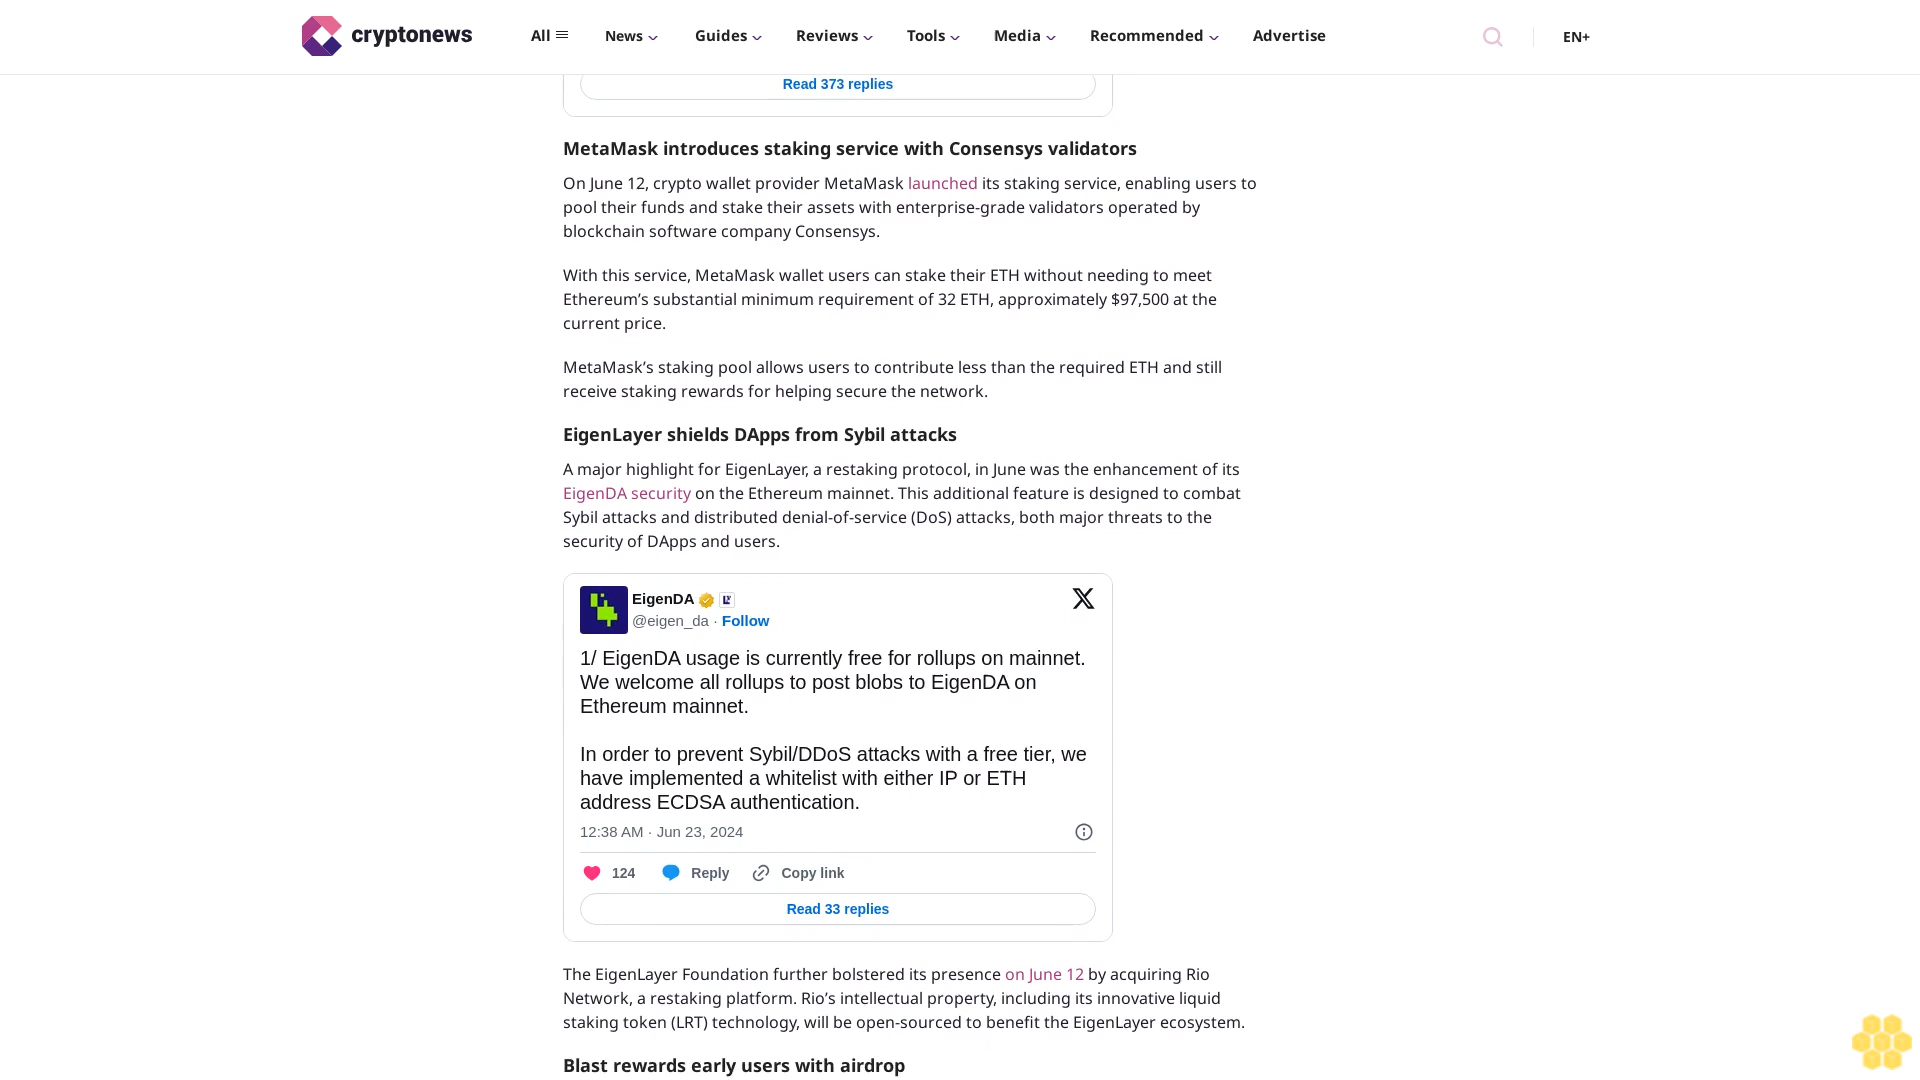 cryptonews
All
News
Guides
Reviews
Tools
Media
Recommended
Advertise
EN+
Read 373 replies
MetaMask introduces staking service with Consensys validators
On June 12, crypto wallet provider MetaMask launched its staking service, enabling users to
pool their funds and stake their assets with enterprise-grade validators operated by
blockchain software company Consensys.
With this service, MetaMask wallet users can stake their ETH without needing to meet
Ethereum’s substantial minimum requirement of 32 ETH, approximately $97,500 at the
current price.
MetaMask’s staking pool allows users to contribute less than the required ETH and still
receive staking rewards for helping secure the network.
EigenLayer shields DApps from Sybil attacks
A major highlight for EigenLayer, a restaking protocol, in June was the enhancement of its
EigenDA security on the Ethereum mainnet. This additional feature is designed to combat
Sybil attacks and distributed denial-of-service (DoS) attacks, both major threats to the
security of DApps and users.
EigenDA
@eigen_da · Follow
1/ EigenDA usage is currently free for rollups on mainnet.
We welcome all rollups to post blobs to EigenDA on
Ethereum mainnet.
In order to prevent Sybil/DDoS attacks with a free tier, we
have implemented a whitelist with either IP or ETH
address ECDSA authentication.
12:38 AM · Jun 23, 2024
124
Reply
Copy link
Read 33 replies
The EigenLayer Foundation further bolstered its presence on June 12 by acquiring Rio
Network, a restaking platform. Rio’s intellectual property, including its innovative liquid
staking token (LRT) technology, will be open-sourced to benefit the EigenLayer ecosystem.
Blast rewards early users with airdrop